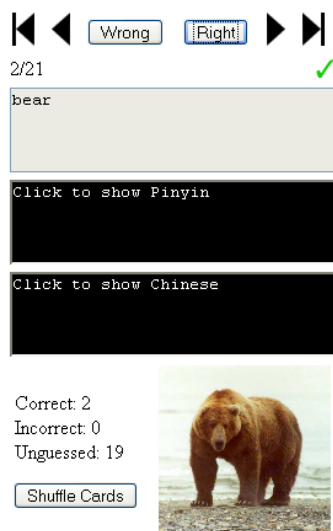 Wrong Right
2/21
bear
Click to show Pinyin
Click to show Chinese
Correct: 2
Incorrect: 0
Unguessed: 19
Shuffle Cards